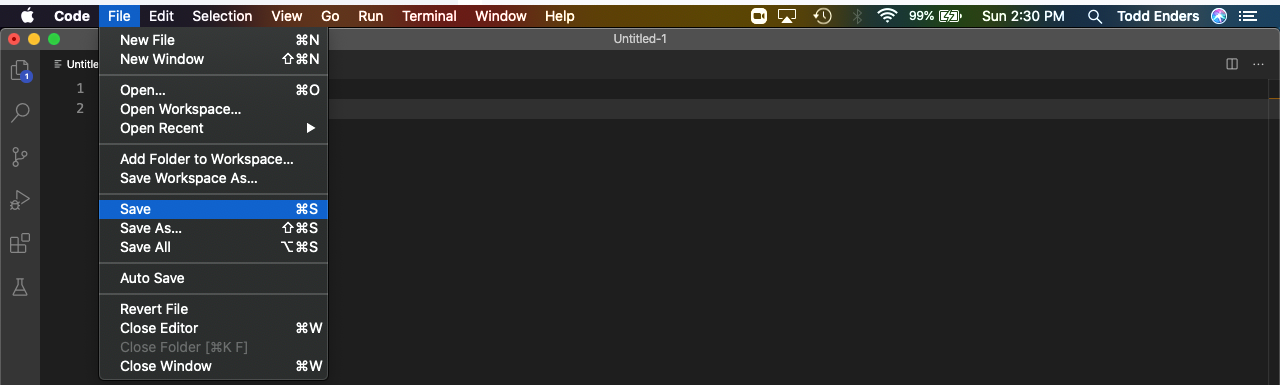 Code File Edit Selection View Go Run Terminal Window Help 99% Sun 2:30 PM Todd Enders
Untitled-1
New File ⌘N
New Window ⇧⌘N
Open... ⌘O
Open Workspace...
Open Recent ▶
Add Folder to Workspace...
Save Workspace As...
Save ⌘S
Save As... ⇧⌘S
Save All ⌥⌘S
Auto Save
Revert File
Close Editor ⌘W
Close Folder [⌘K F]
Close Window ⌘W
1
Untitle
1
2